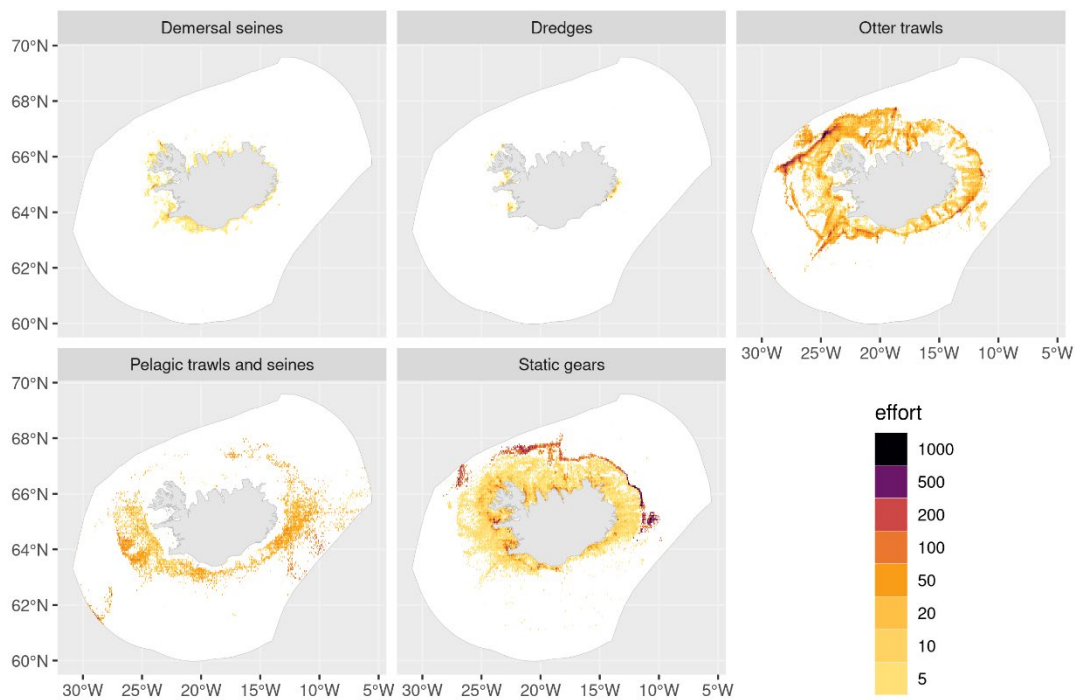 Demersal seines
Dredges
Otter trawls
70°N
68°N
66°N
64°N
62°N
60°N
30°W 25°W 20°W 15°W 10°W 5°W
Pelagic trawls and seines
Static gears
70°N
68°N
66°N
64°N
62°N
60°N
30°W 25°W 20°W 15°W 10°W 5°W
30°W 25°W 20°W 15°W 10°W 5°W
effort
1000
500
200
100
50
20
10
5